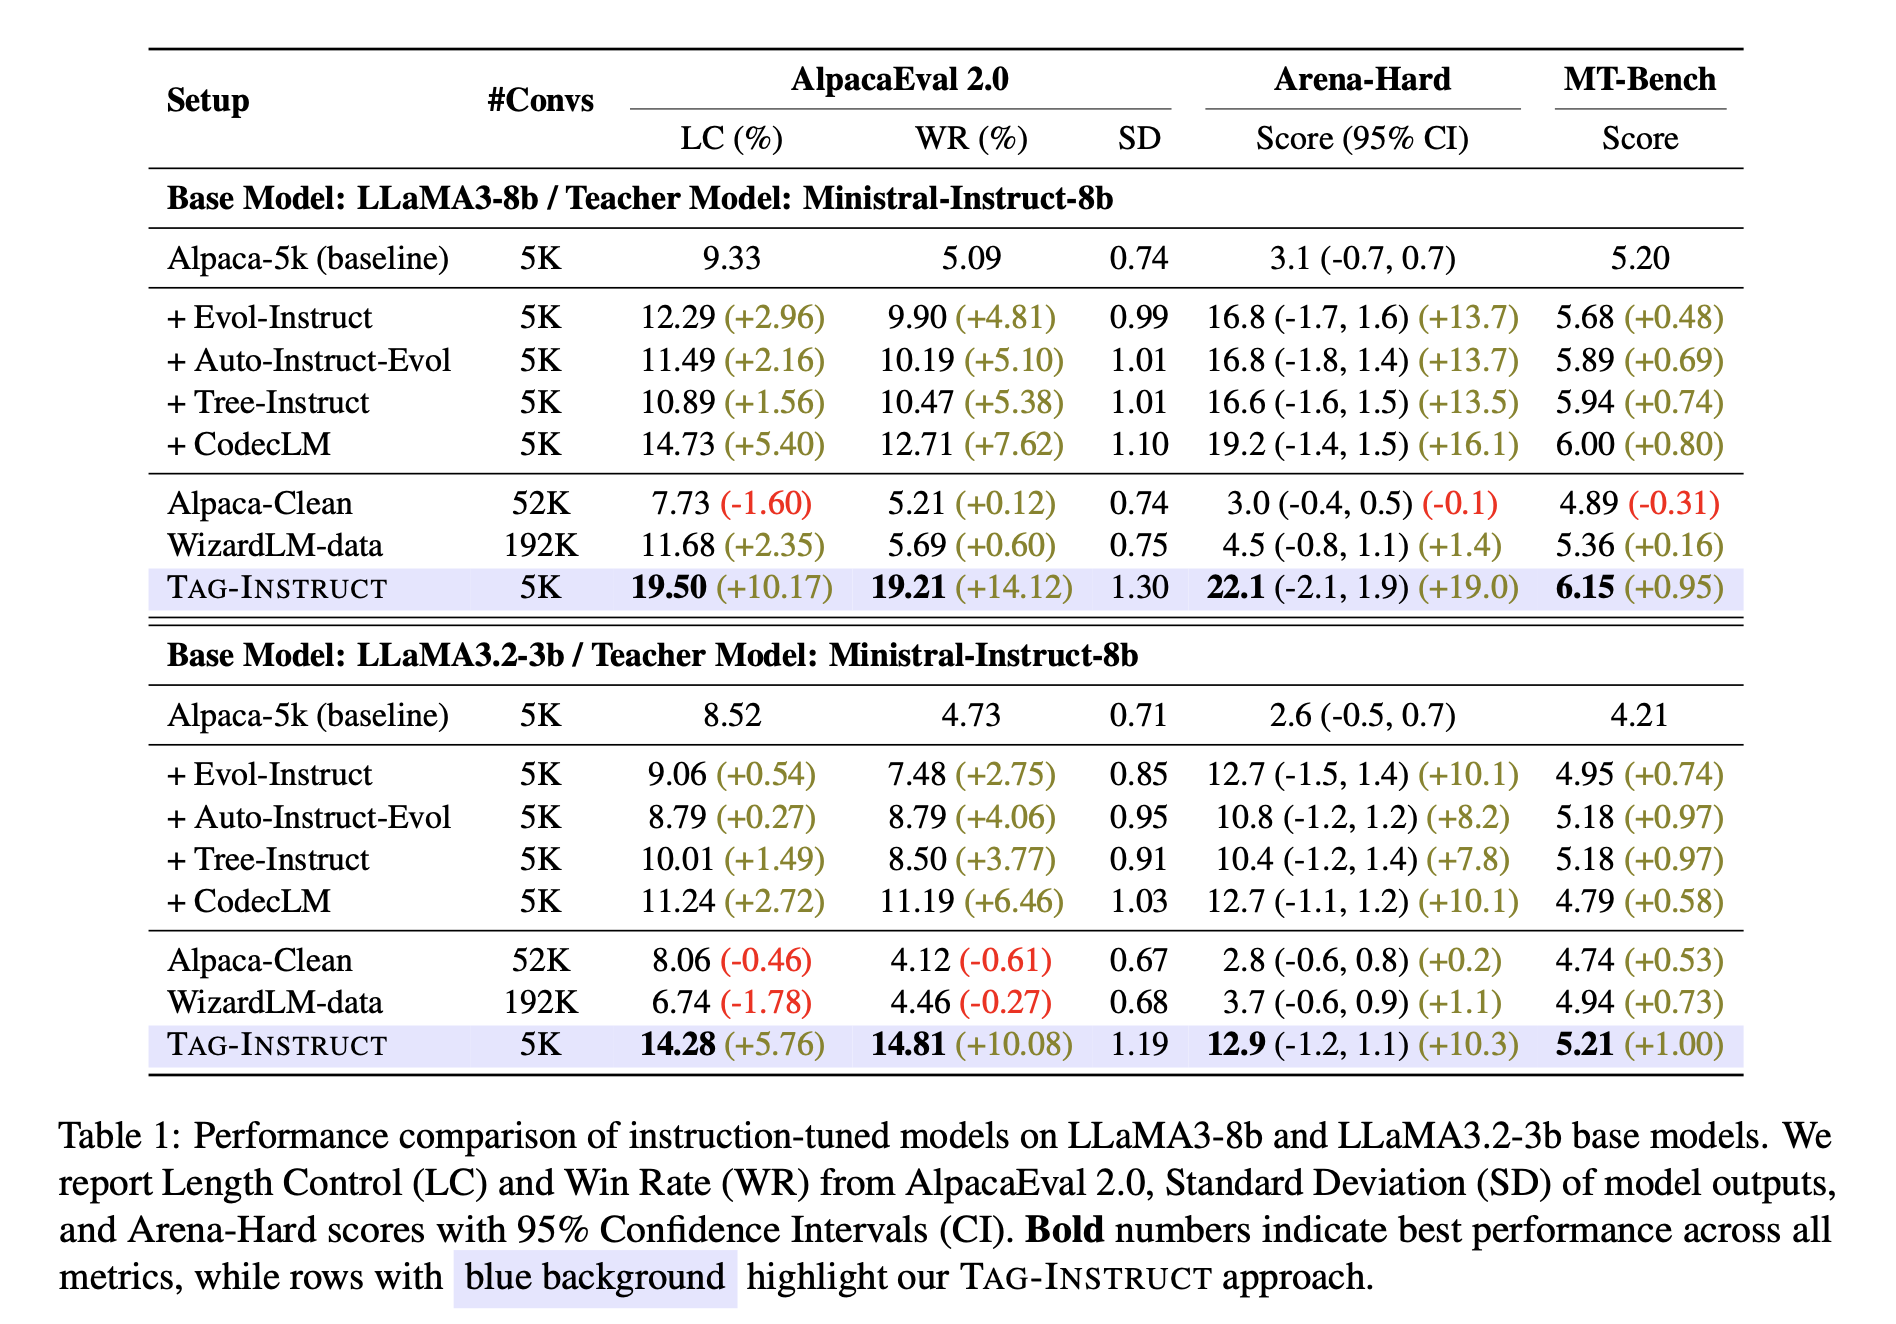 Setup #Convs AlpacaEval 2.0 Arena-Hard MT-Bench
LC (%) WR (%) SD Score (95% CI) Score
Base Model: LLaMA3-8b / Teacher Model: Ministral-Instruct-8b
Alpaca-5k (baseline) 5K 9.33 5.09 0.74 3.1 (-0.7, 0.7) 5.20
+ Evol-Instruct 5K 12.29 (+2.96) 9.90 (+4.81) 0.99 16.8 (-1.7, 1.6) (+13.7) 5.68 (+0.48)
+ Auto-Instruct-Evol 5K 11.49 (+2.16) 10.19 (+5.10) 1.01 16.8 (-1.8, 1.4) (+13.7) 5.89 (+0.69)
+ Tree-Instruct 5K 10.89 (+1.56) 10.47 (+5.38) 1.01 16.6 (-1.6, 1.5) (+13.5) 5.94 (+0.74)
+ CodecLM 5K 14.73 (+5.40) 12.71 (+7.62) 1.10 19.2 (-1.4, 1.5) (+16.1) 6.00 (+0.80)
Alpaca-Clean 52K 7.73 (-1.60) 5.21 (+0.12) 0.74 3.0 (-0.4, 0.5) (-0.1) 4.89 (-0.31)
WizardLM-data 192K 11.68 (+2.35) 5.69 (+0.60) 0.75 4.5 (-0.8, 1.1) (+1.4) 5.36 (+0.16)
TAG-INSTRUCT 5K 19.50 (+10.17) 19.21 (+14.12) 1.30 22.1 (-2.1, 1.9) (+19.0) 6.15 (+0.95)
Base Model: LLaMA3.2-3b / Teacher Model: Ministral-Instruct-8b
Alpaca-5k (baseline) 5K 8.52 4.73 0.71 2.6 (-0.5, 0.7) 4.21
+ Evol-Instruct 5K 9.06 (+0.54) 7.48 (+2.75) 0.85 12.7 (-1.5, 1.4) (+10.1) 4.95 (+0.74)
+ Auto-Instruct-Evol 5K 8.79 (+0.27) 8.79 (+4.06) 0.95 10.8 (-1.2, 1.2) (+8.2) 5.18 (+0.97)
+ Tree-Instruct 5K 10.01 (+1.49) 8.50 (+3.77) 0.91 10.4 (-1.2, 1.4) (+7.8) 5.18 (+0.97)
+ CodecLM 5K 11.24 (+2.72) 11.19 (+6.46) 1.03 12.7 (-1.1, 1.2) (+10.1) 4.79 (+0.58)
Alpaca-Clean 52K 8.06 (-0.46) 4.12 (-0.61) 0.67 2.8 (-0.6, 0.8) (+0.2) 4.74 (+0.53)
WizardLM-data 192K 6.74 (-1.78) 4.46 (-0.27) 0.68 3.7 (-0.6, 0.9) (+1.1) 4.94 (+0.73)
TAG-INSTRUCT 5K 14.28 (+5.76) 14.81 (+10.08) 1.19 12.9 (-1.2, 1.1) (+10.3) 5.21 (+1.00)
Table 1: Performance comparison of instruction-tuned models on LLaMA3-8b and LLaMA3.2-3b base models. We
report Length Control (LC) and Win Rate (WR) from AlpacaEval 2.0, Standard Deviation (SD) of model outputs,
and Arena-Hard scores with 95% Confidence Intervals (CI). Bold numbers indicate best performance across all
metrics, while rows with blue background highlight our TAG-INSTRUCT approach.